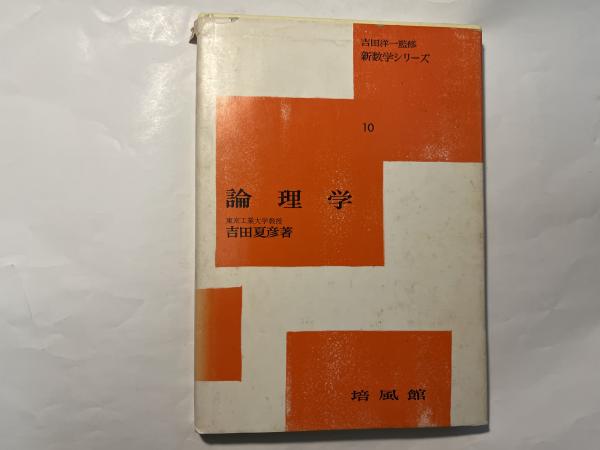 吉田洋一監修
新数学シリーズ
10
論理学
東京工業大学教授
吉田夏彦著
培風館